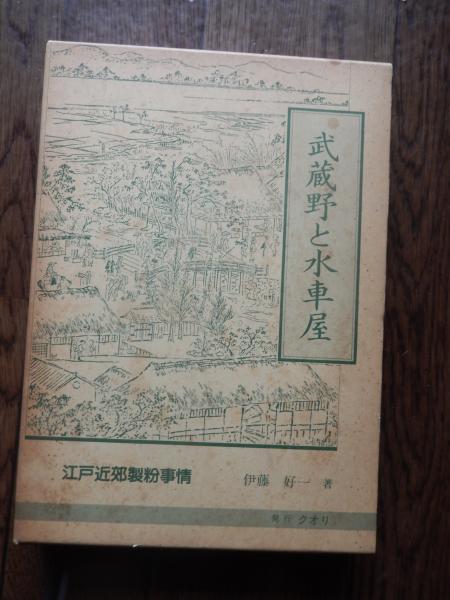 武蔵野と水車屋
江戸近郊製粉事情
伊藤 好一 著
発行 クオリ